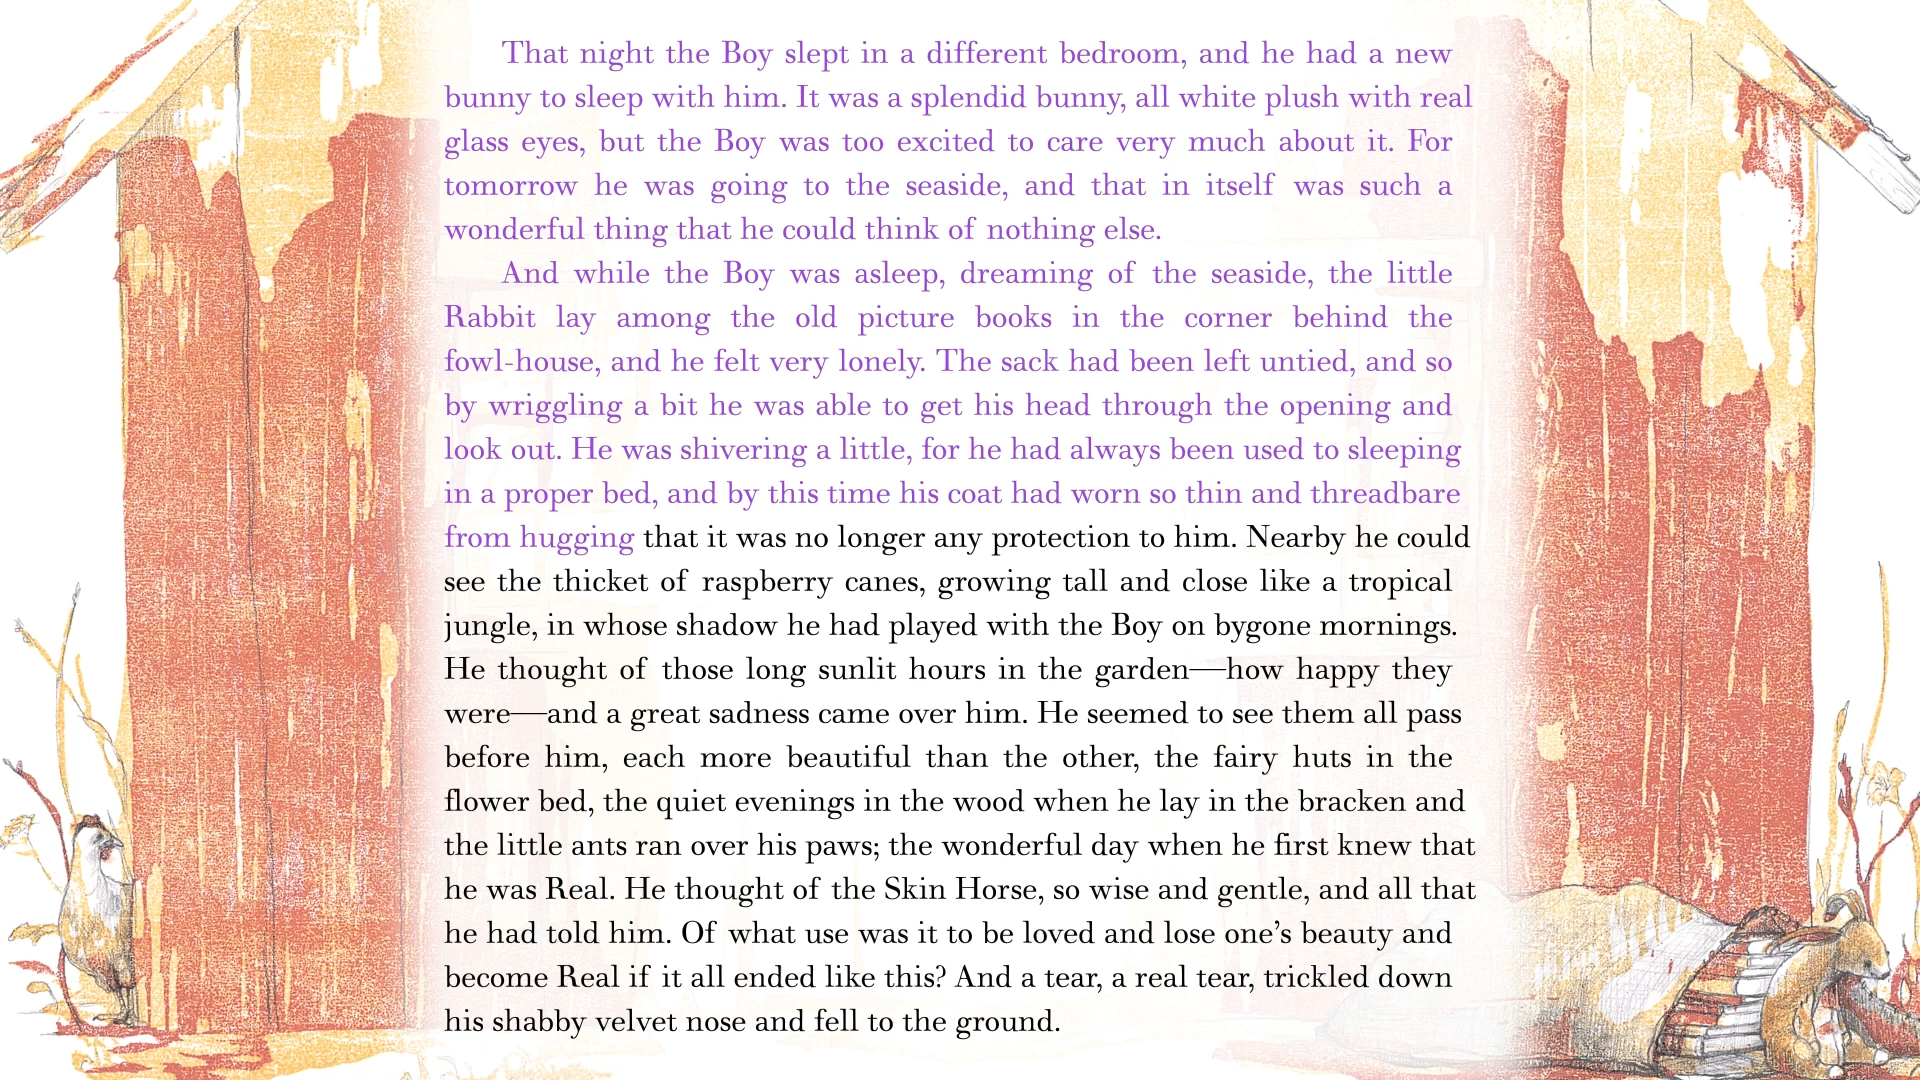 That night the Boy slept in a different bedroom, and he had a new
bunny to sleep with him. It was a splendid bunny, all white plush with real
glass eyes, but the Boy was too excited to care very much about it. For
tomorrow he was going to the seaside, and that in itself was such a
wonderful thing that he could think of nothing else.
And while the Boy was asleep, dreaming of the seaside, the little
Rabbit lay among the old picture books in the corner behind the
fowl-house, and he felt very lonely. The sack had been left untied, and so
by wriggling a bit he was able to get his head through the opening and
look out. He was shivering a little, for he had always been used to sleeping
in a proper bed, and by this time his coat had worn so thin and threadbare
from hugging that it was no longer any protection to him. Nearby he could
see the thicket of raspberry canes, growing tall and close like a tropical
jungle, in whose shadow he had played with the Boy on bygone mornings.
He thought of those long sunlit hours in the garden—how happy they
were—and a great sadness came over him. He seemed to see them all pass
before him, each more beautiful than the other, the fairy huts in the
flower bed, the quiet evenings in the wood when he lay in the bracken and
the little ants ran over his paws; the wonderful day when he first knew that
he was Real. He thought of the Skin Horse, so wise and gentle, and all that
he had told him. Of what use was it to be loved and lose one’s beauty and
become Real if it all ended like this? And a tear, a real tear, trickled down
his shabby velvet nose and fell to the ground.